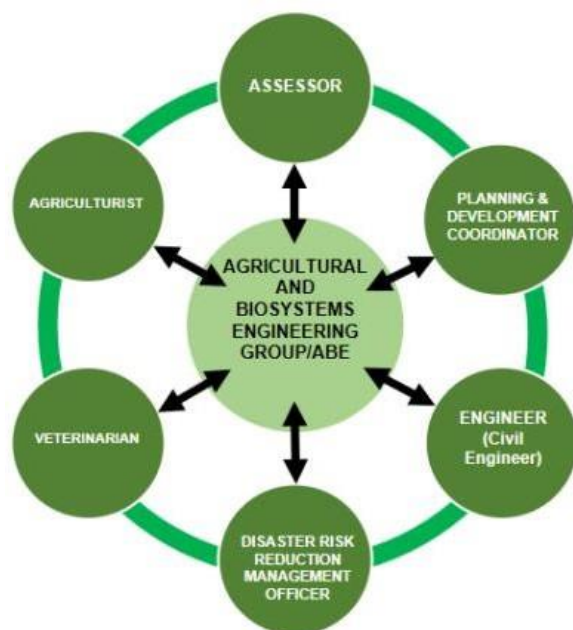 ASSESSOR
AGRICULTURIST
PLANNING &
DEVELOPMENT
COORDINATOR
AGRICULTURAL
AND
BIOSYSTEMS
ENGINEERING
GROUP/ABE
VETERINARIAN
ENGINEER
(Civil
Engineer)
DISASTER RISK
REDUCTION
MANAGEMENT
OFFICER